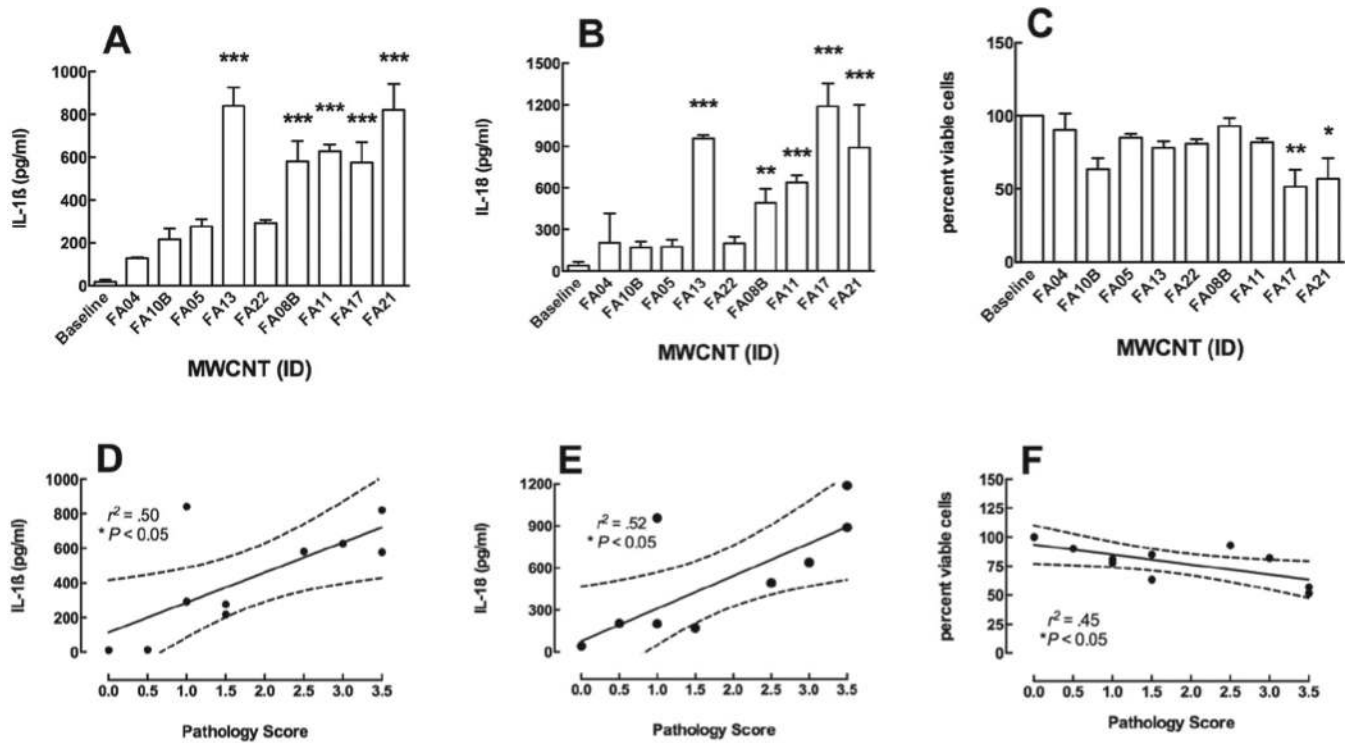 A
IL-1ß (pg/ml)
1000
800
600
400
200
0
***
***
***
***
***
Baseline
FA04
FA10B
FA05
FA13
FA22
FA08B
FA11
FA17
FA21
MWCNT (ID)
B
IL-18 (pg/ml)
1500
1200
900
600
300
0
***
**
***
***
***
Baseline
FA04
FA10B
FA05
FA13
FA22
FA08B
FA11
FA17
FA21
MWCNT (ID)
C
percent viable cells
150
100
50
0
**
*
Baseline
FA04
FA10B
FA05
FA13
FA22
FA08B
FA11
FA17
FA21
MWCNT (ID)
D
IL-1ß (pg/ml)
1000
800
600
400
200
0
r² = .50
* P < 0.05
0.0 0.5 1.0 1.5 2.0 2.5 3.0 3.5
Pathology Score
E
IL-18 (pg/ml)
1200
900
600
300
0
r² = .52
* P < 0.05
0.0 0.5 1.0 1.5 2.0 2.5 3.0 3.5
Pathology Score
F
percent viable cells
150
125
100
75
50
25
0
r² = .45
*P < 0.05
0.0 0.5 1.0 1.5 2.0 2.5 3.0 3.5
Pathology Score